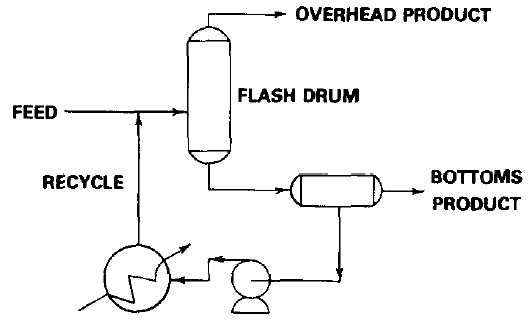 OVERHEAD PRODUCT
FLASH DRUM
FEED
RECYCLE
BOTTOMS
PRODUCT